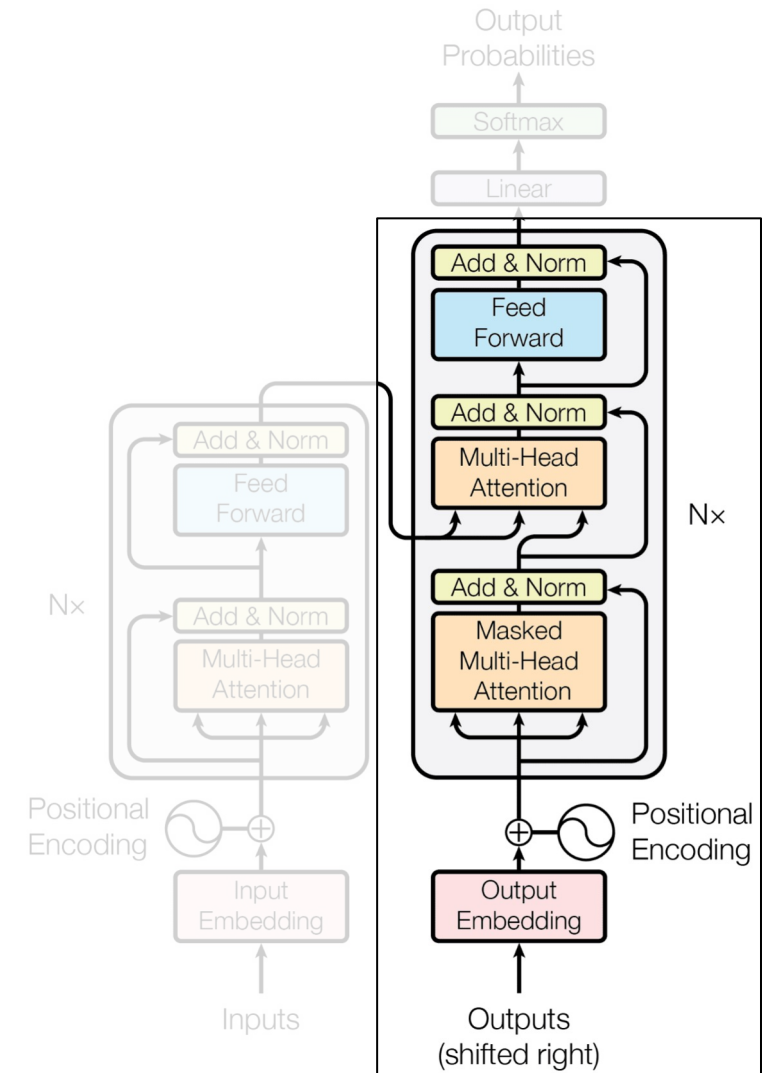 Output
Probabilities
Softmax
Linear
Add & Norm
Feed
Forward
Add & Norm
Multi-Head
Attention
Nx
Add & Norm
Masked
Multi-Head
Attention
Positional
Encoding
Output
Embedding
Outputs
(shifted right)
Add & Norm
Feed
Forward
Nx
Add & Norm
Multi-Head
Attention
Positional
Encoding
Input
Embedding
Inputs